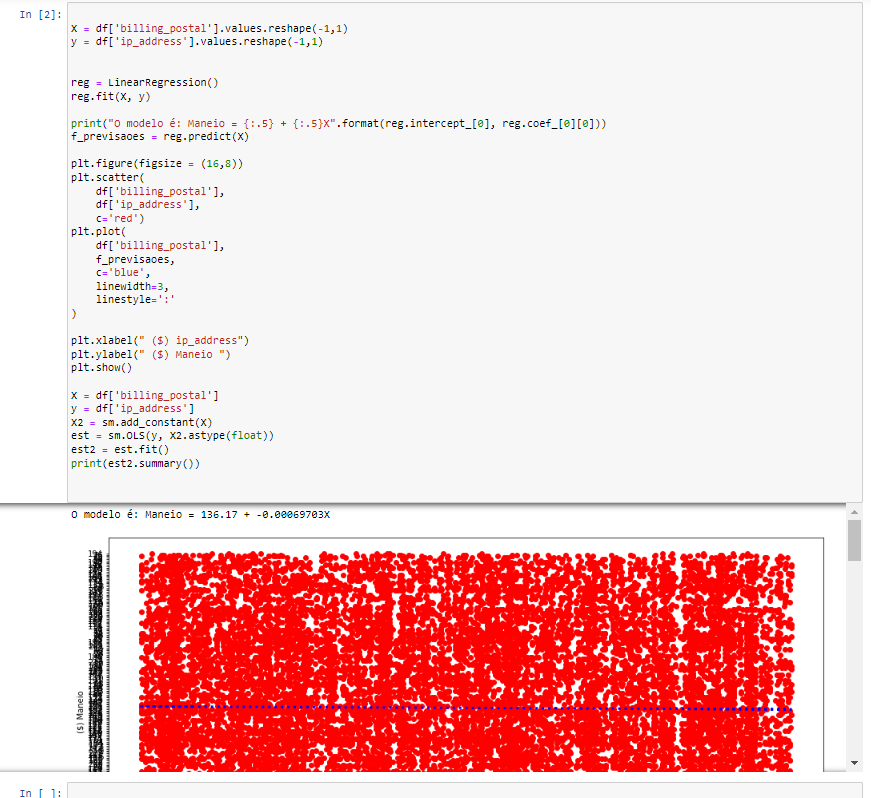 In [2]:
X = df['billing_postal'].values.reshape(-1,1)
y = df['ip_address'].values.reshape(-1,1)
reg = LinearRegression()
reg.fit(X, y)
print("O modelo é: Maneio = {:.5} + {:.5}X".format(reg.intercept_[0], reg.coef_[0][0]))
f_previsaoes = reg.predict(X)
plt.figure(figsize = (16,8))
plt.scatter(
    df['billing_postal'],
    df['ip_address'],
    c='red')
plt.plot(
    df['billing_postal'],
    f_previsaoes,
    c='blue',
    linewidth=3,
    linestyle=':'
)
plt.xlabel(" ($) ip_address")
plt.ylabel(" ($) Maneio ")
plt.show()
X = df['billing_postal']
y = df['ip_address']
X2 = sm.add_constant(X)
est = sm.OLS(y, X2.astype(float))
est2 = est.fit()
print(est2.summary())
O modelo é: Maneio = 136.17 + -0.00069703X
($) Maneio
In [ ]: